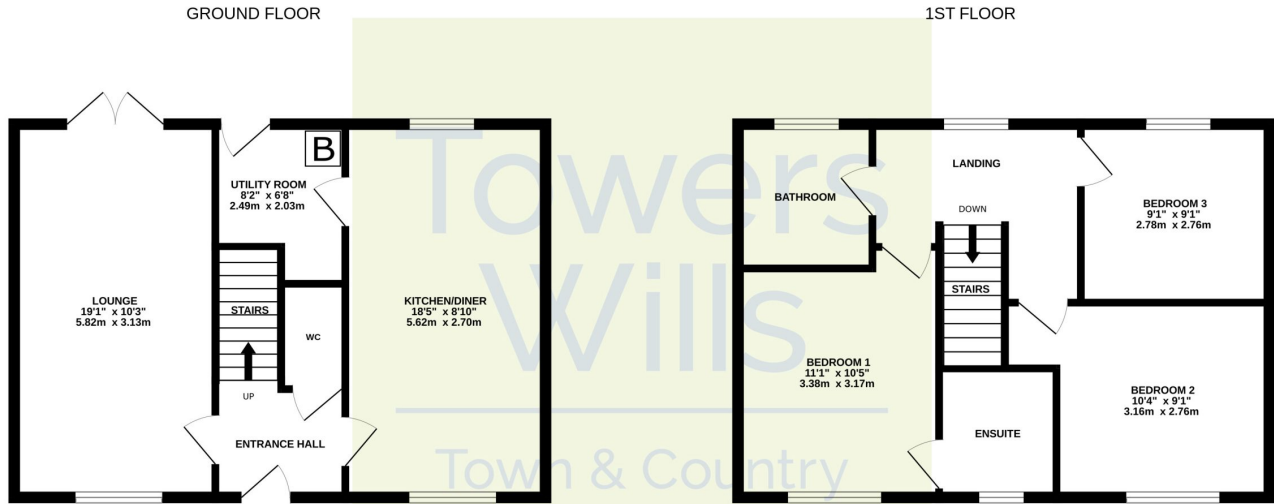 GROUND FLOOR
1ST FLOOR
B
UTILITY ROOM
8'2" x 6'8"
2.49m x 2.03m
LOUNGE
19'1" x 10'3"
5.82m x 3.13m
STAIRS
UP
WC
KITCHEN/DINER
18'5" x 8'10"
5.62m x 2.70m
ENTRANCE HALL
BATHROOM
LANDING
DOWN
STAIRS
BEDROOM 3
9'1" x 9'1"
2.78m x 2.76m
BEDROOM 1
11'1" x 10'5"
3.38m x 3.17m
BEDROOM 2
10'4" x 9'1"
3.16m x 2.76m
ENSUITE
Towers
Wills
Town & Country